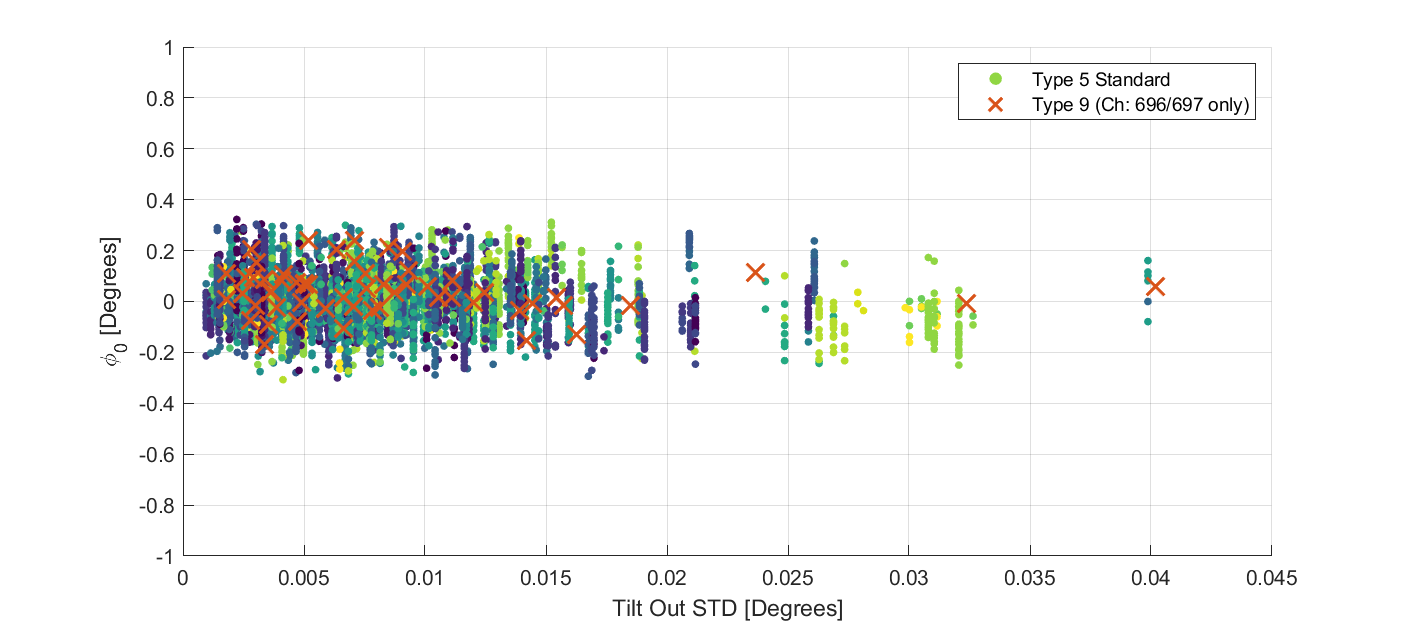 1
0.8
0.6
0.4
0.2
0
-0.2
-0.4
-0.6
-0.8
-1
ϕ0 [Degrees]
Type 5 Standard
Type 9 (Ch: 696/697 only)
0 0.005 0.01 0.015 0.02 0.025 0.03 0.035 0.04 0.045
Tilt Out STD [Degrees]